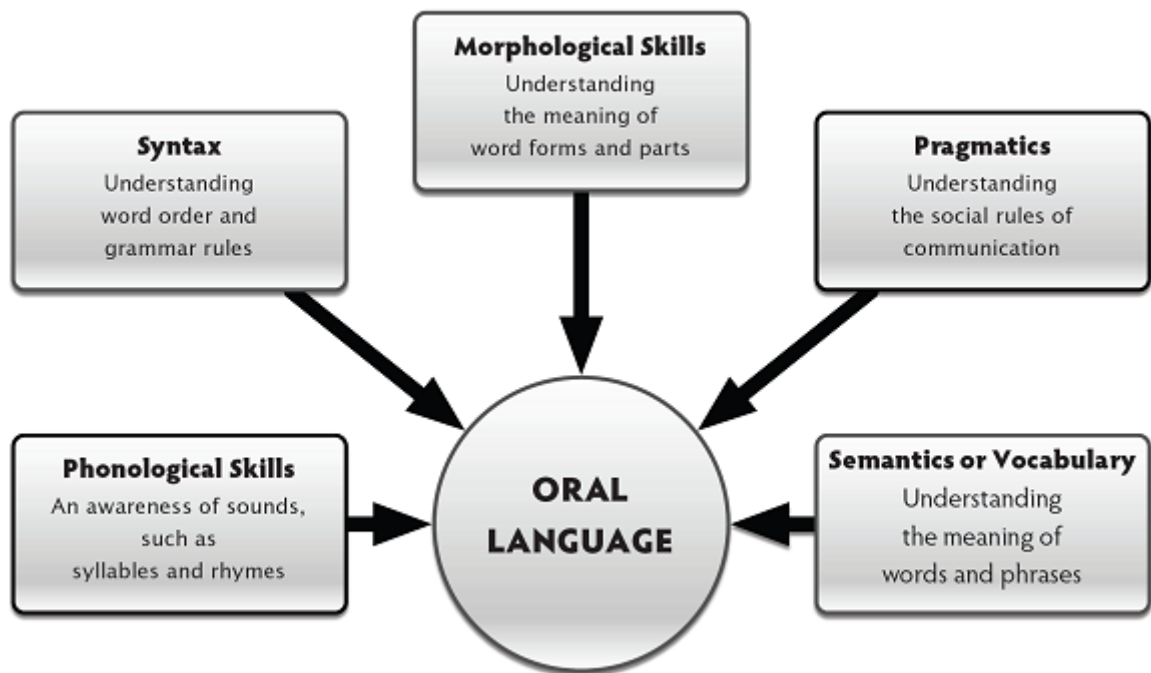 Morphological Skills
Understanding
the meaning of
word forms and parts
Syntax
Understanding
word order and
grammar rules
Pragmatics
Understanding
the social rules of
communication
Phonological Skills
An awareness of sounds,
such as
syllables and rhymes
ORAL
LANGUAGE
Semantics or Vocabulary
Understanding
the meaning of
words and phrases